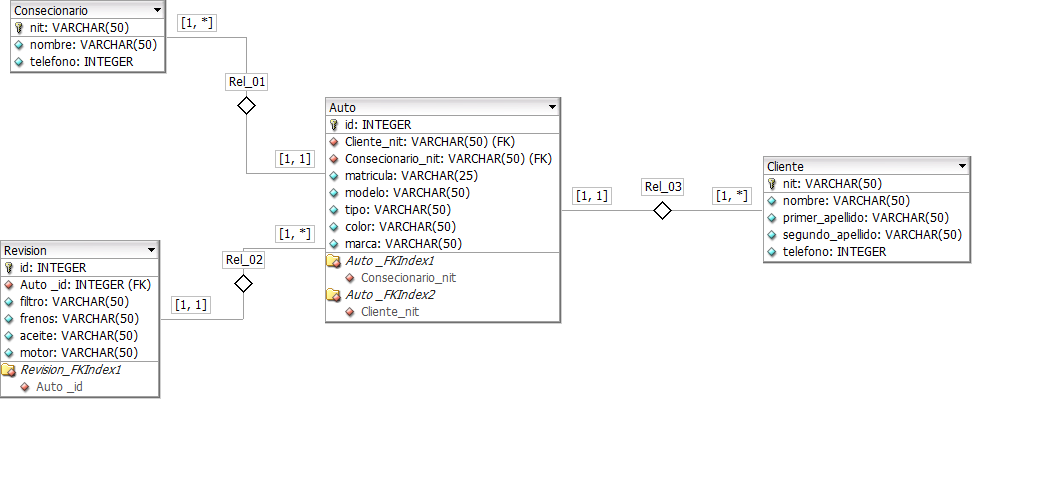 Consecionario
nit: VARCHAR(50)
nombre: VARCHAR(50)
telefono: INTEGER
[1, *]
Rel_01
[1, 1]
Auto
id: INTEGER
Cliente_nit: VARCHAR(50) (FK)
Consecionario_nit: VARCHAR(50) (FK)
matricula: VARCHAR(25)
modelo: VARCHAR(50)
tipo: VARCHAR(50)
color: VARCHAR(50)
marca: VARCHAR(50)
Auto _FKIndex1
Consecionario_nit
Auto _FKIndex2
Cliente_nit
[1, 1]
Rel_03
[1, *]
Cliente
nit: VARCHAR(50)
nombre: VARCHAR(50)
primer_apellido: VARCHAR(50)
segundo_apellido: VARCHAR(50)
telefono: INTEGER
[1, *]
Rel_02
[1, 1]
Revision
id: INTEGER
Auto _id: INTEGER (FK)
filtro: VARCHAR(50)
frenos: VARCHAR(50)
aceite: VARCHAR(50)
motor: VARCHAR(50)
Revision_FKIndex1
Auto _id